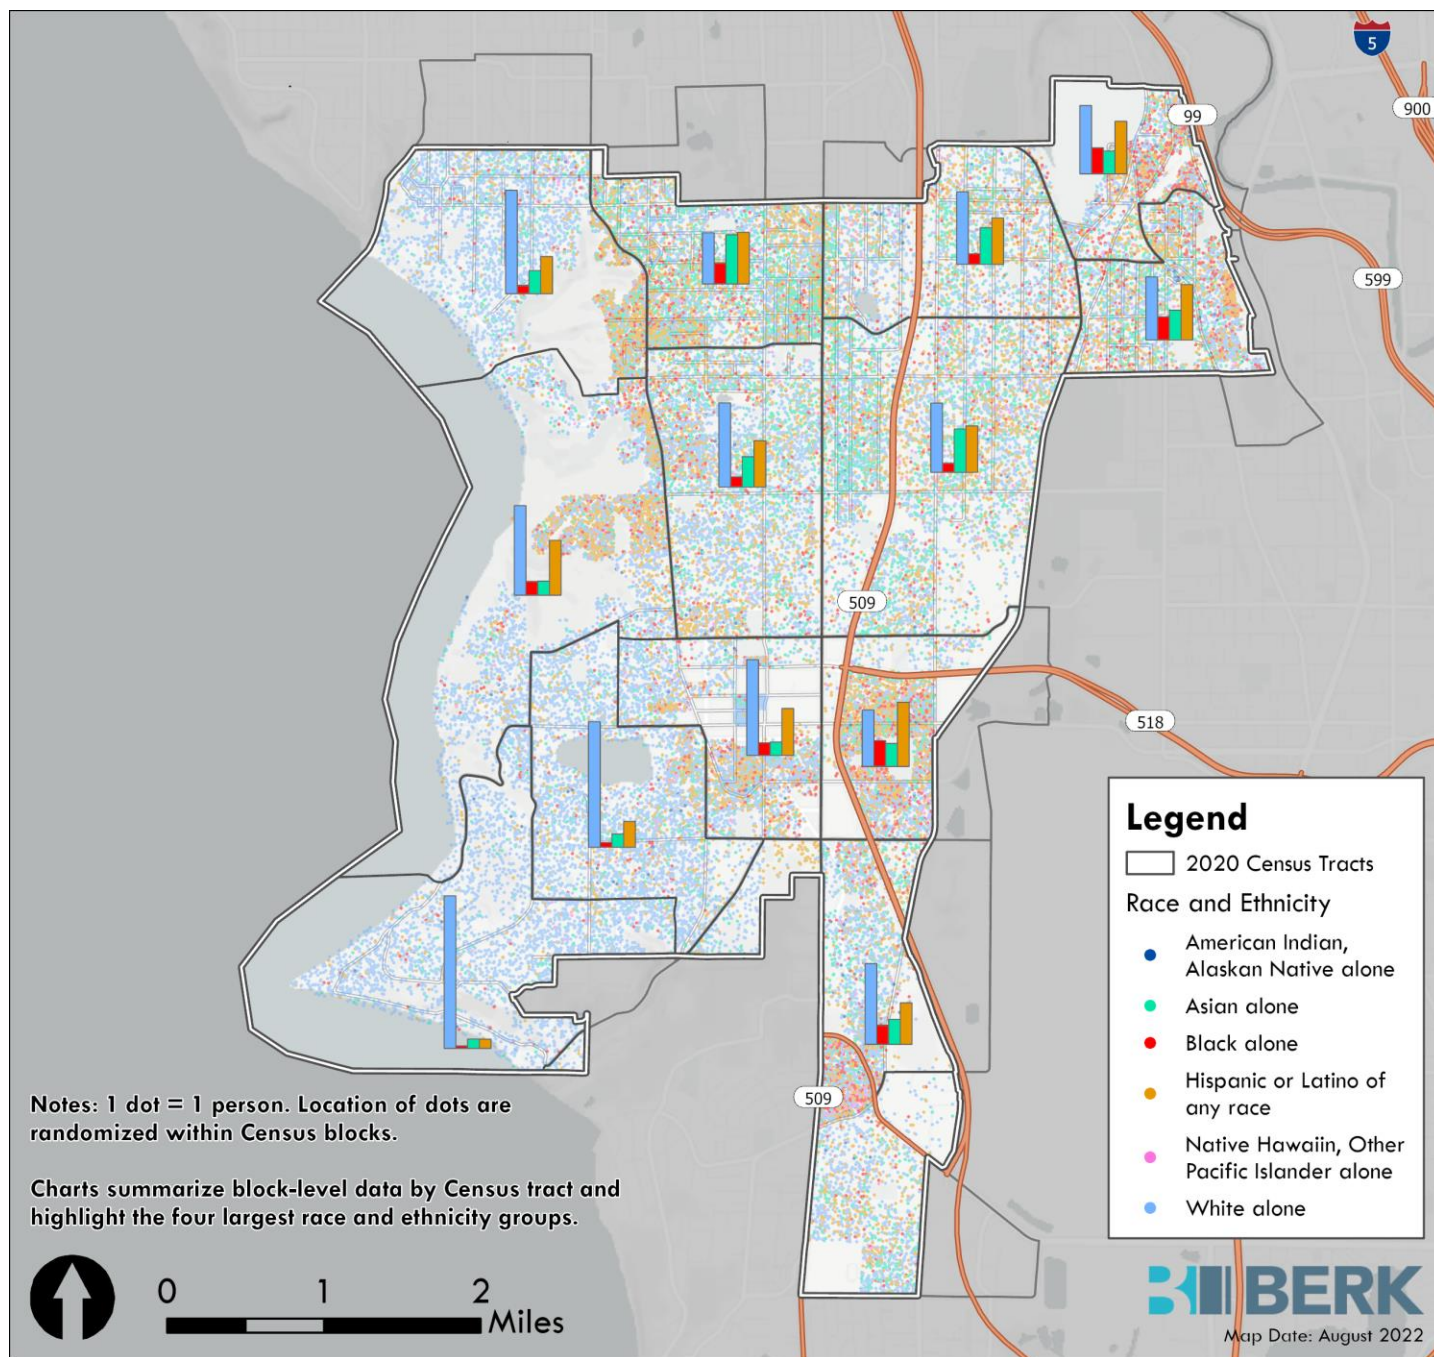 5
900
99
599
509
518
Legend
2020 Census Tracts
Race and Ethnicity
American Indian,
Alaskan Native alone
Asian alone
Black alone
Hispanic or Latino of
any race
Native Hawaiin, Other
Pacific Islander alone
White alone
509
Notes: 1 dot = 1 person. Location of dots are
randomized within Census blocks.
Charts summarize block-level data by Census tract and
highlight the four largest race and ethnicity groups.
0 1 2
Miles
BERK
Map Date: August 2022